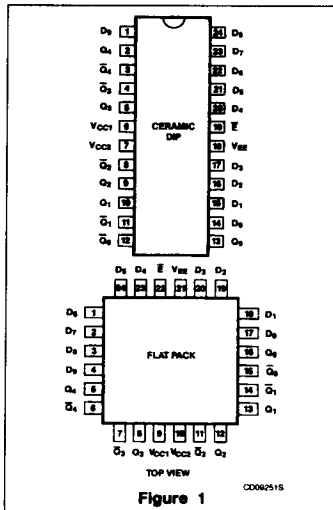 D9 1 24 D8
Q4 2 23 D7
Q̄4 3 22 D6
Q̄3 4 21 D5
Q3 5 20 D4
VCC1 6 19 Ē
CERAMIC
DIP
VCC2 7 18 VEE
Q̄2 8 17 D3
Q2 9 16 D2
Q1 10 15 D1
Q̄1 11 14 D0
Q̄0 12 13 Q0
D5 D4 Ē VEE D3 D2
24 23 22 21 20 19
D6 1 18 D1
D7 2 17 D0
D8 3 16 Q0
FLAT PACK
D9 4 15 Q̄0
Q4 5 14 Q̄1
Q̄4 6 13 Q1
7 8 9 10 11 12
Q̄3 Q3 VCC1 VCC2 Q̄2 Q2
TOP VIEW
CD09251S
Figure 1